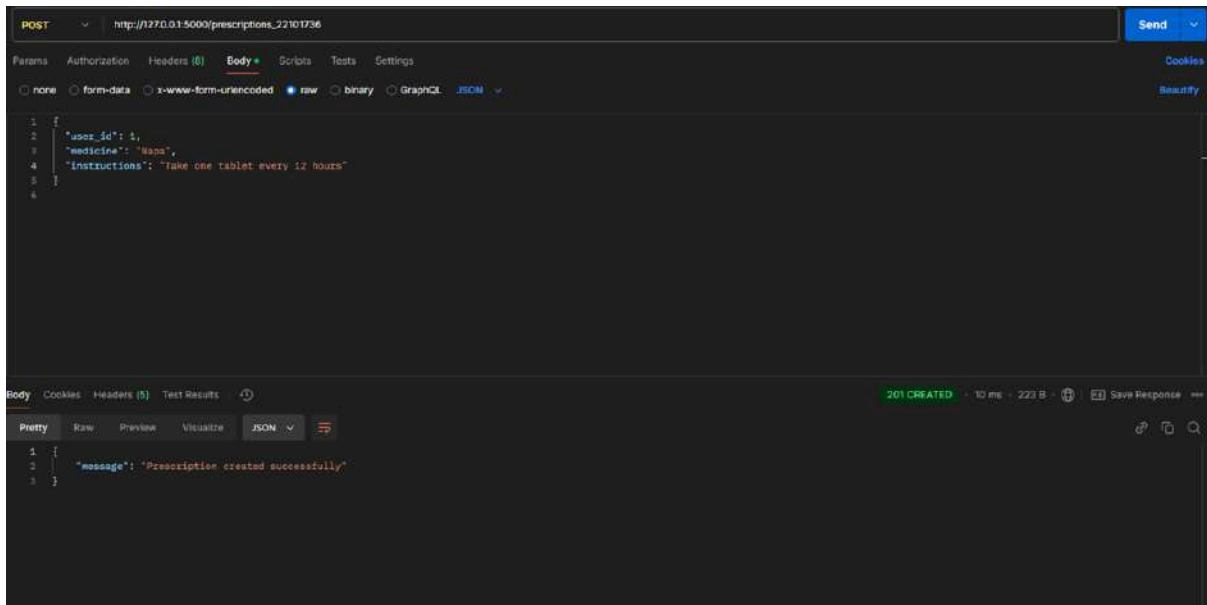 POST http://127.0.0.1:5000/prescriptions_22101736 Send
Params Authorization Headers (8) Body Scripts Tests Settings Cookies
none form-data x-www-form-urlencoded raw binary GraphQL JSON Beautify
1 {
2 "user_id": 1,
3 "medicine": "Napa",
4 "instructions": "Take one tablet every 12 hours"
5 }
6
Body Cookies Headers (5) Test Results 201 CREATED 10 ms 223 B Save Response
Pretty Raw Preview Visualize JSON
1 {
2 "message": "Prescription created successfully"
3 }